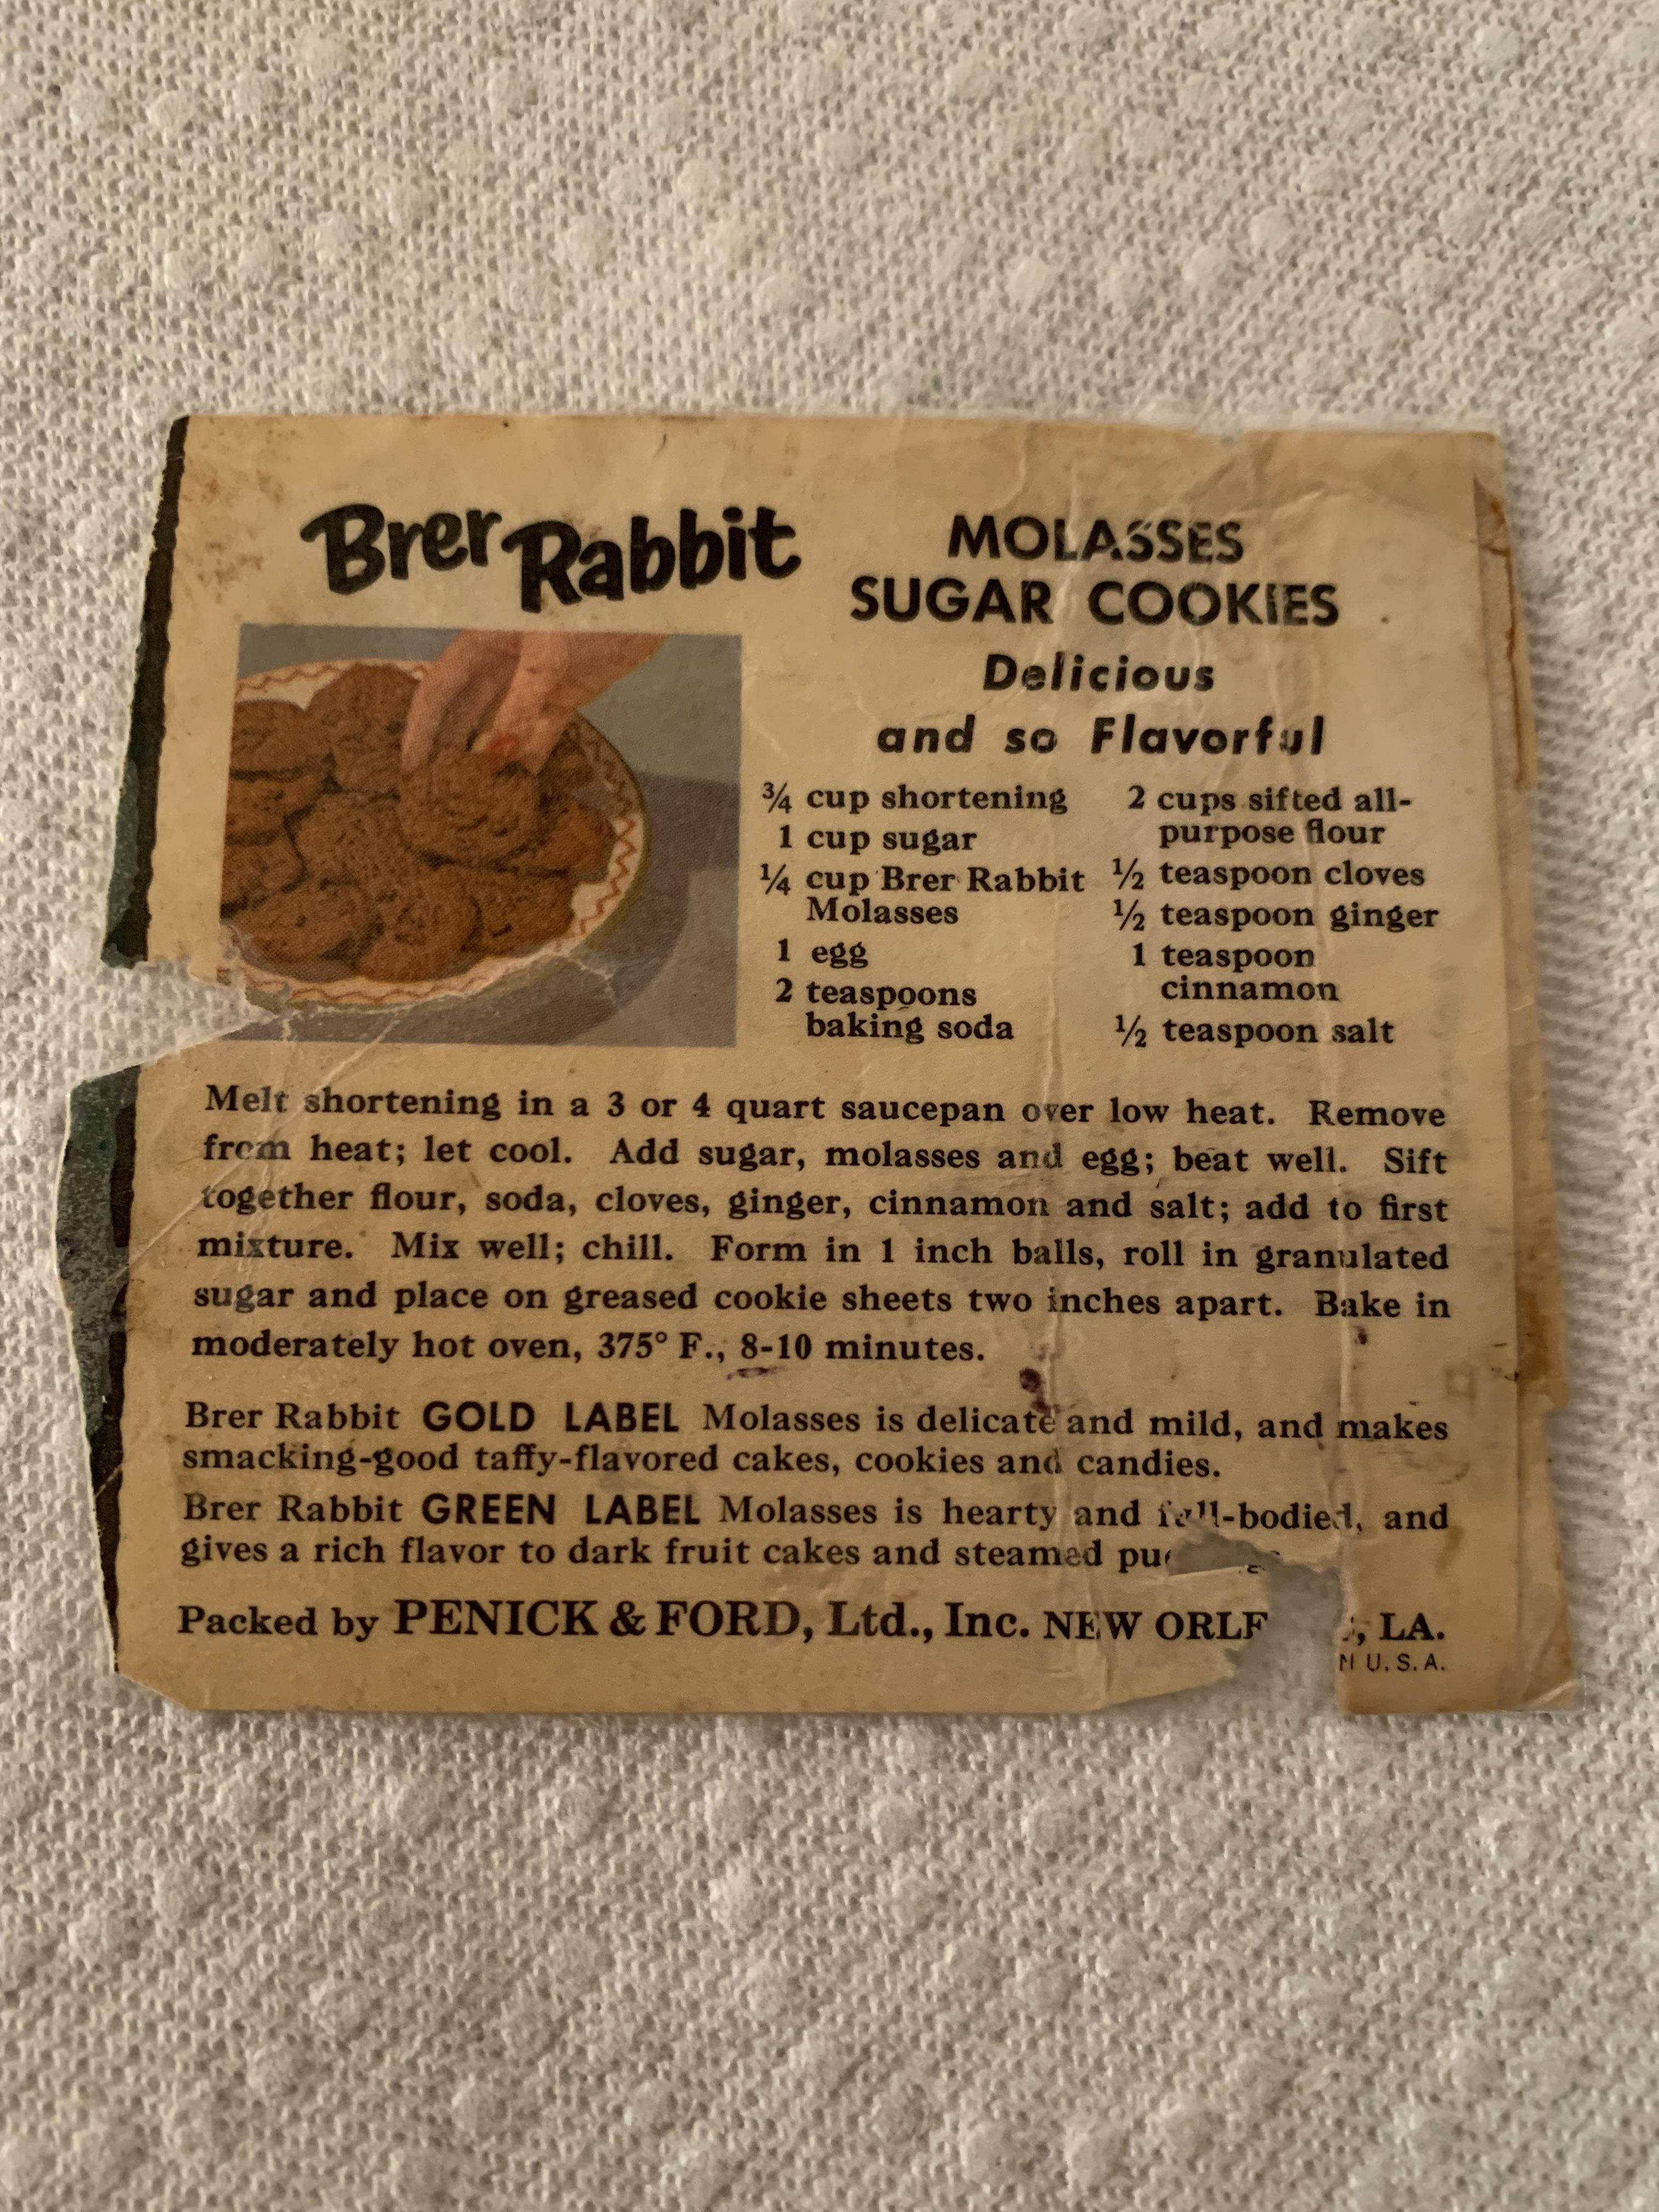 Brer Rabbit
MOLASSES
SUGAR COOKIES
Delicious
and so Flavorful
¾ cup shortening
1 cup sugar
¼ cup Brer Rabbit
Molasses
1 egg
2 teaspoons
baking soda
2 cups sifted all-
purpose flour
½ teaspoon cloves
½ teaspoon ginger
1 teaspoon
cinnamon
½ teaspoon salt
Melt shortening in a 3 or 4 quart saucepan over low heat. Remove
from heat; let cool. Add sugar, molasses and egg; beat well. Sift
together flour, soda, cloves, ginger, cinnamon and salt; add to first
mixture. Mix well; chill. Form in 1 inch balls, roll in granulated
sugar and place on greased cookie sheets two inches apart. Bake in
moderately hot oven, 375° F., 8-10 minutes.
Brer Rabbit GOLD LABEL Molasses is delicate and mild, and makes
smacking-good taffy-flavored cakes, cookies and candies.
Brer Rabbit GREEN LABEL Molasses is hearty and full-bodied, and
gives a rich flavor to dark fruit cakes and steamed
Packed by PENICK & FORD, Ltd., Inc. NEW LA.
U.S.A.